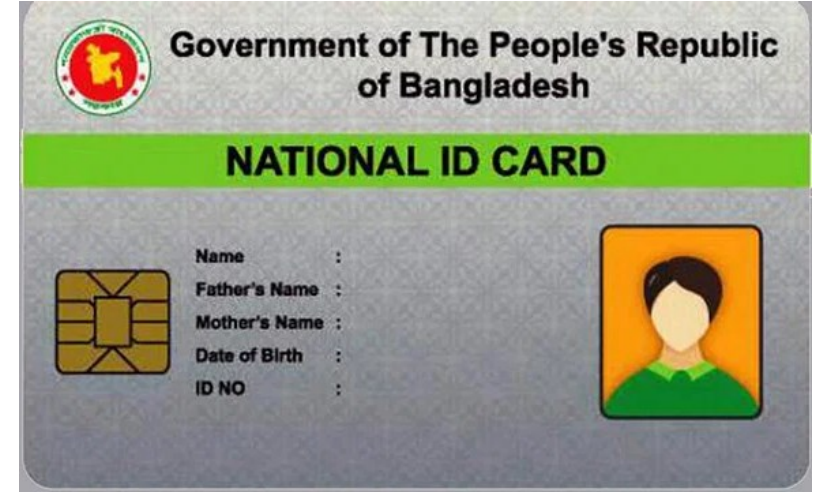 Government of The People's Republic
of Bangladesh
NATIONAL ID CARD
Name :
Father's Name :
Mother's Name :
Date of Birth :
ID NO :